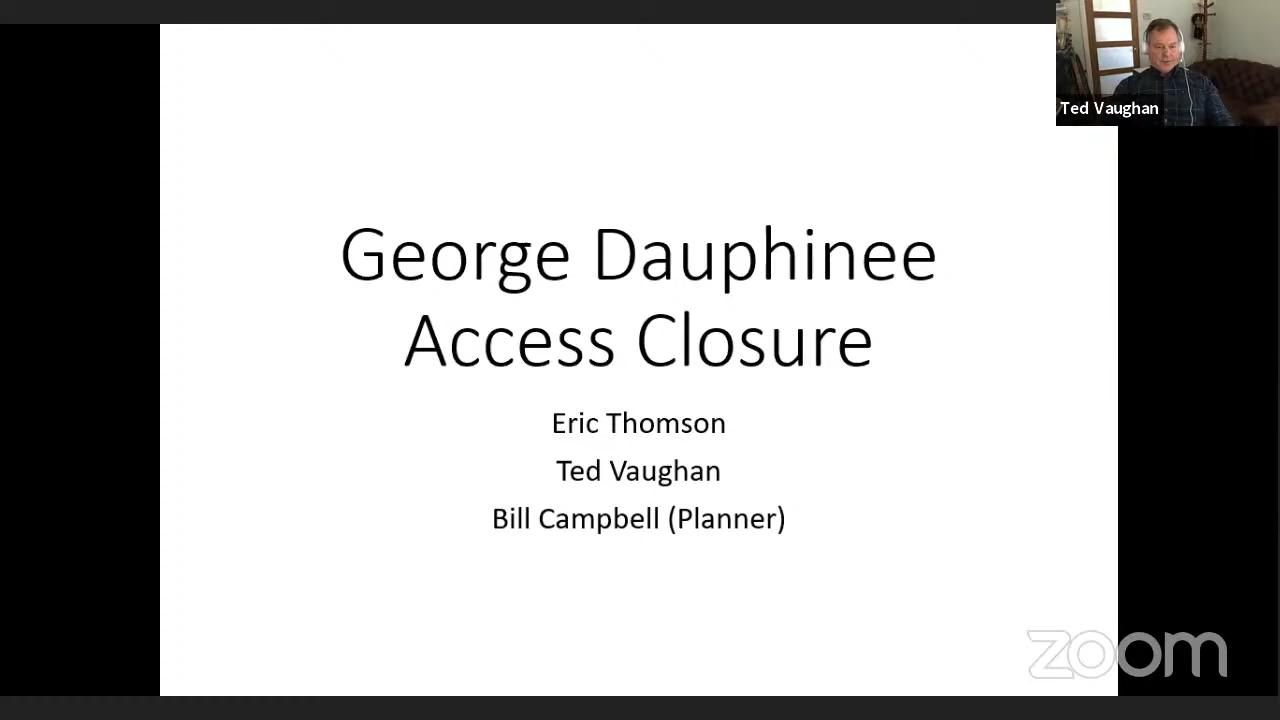 Ted Vaughan
George Dauphinee
Access Closure
Eric Thomson
Ted Vaughan
Bill Campbell (Planner)
zoom